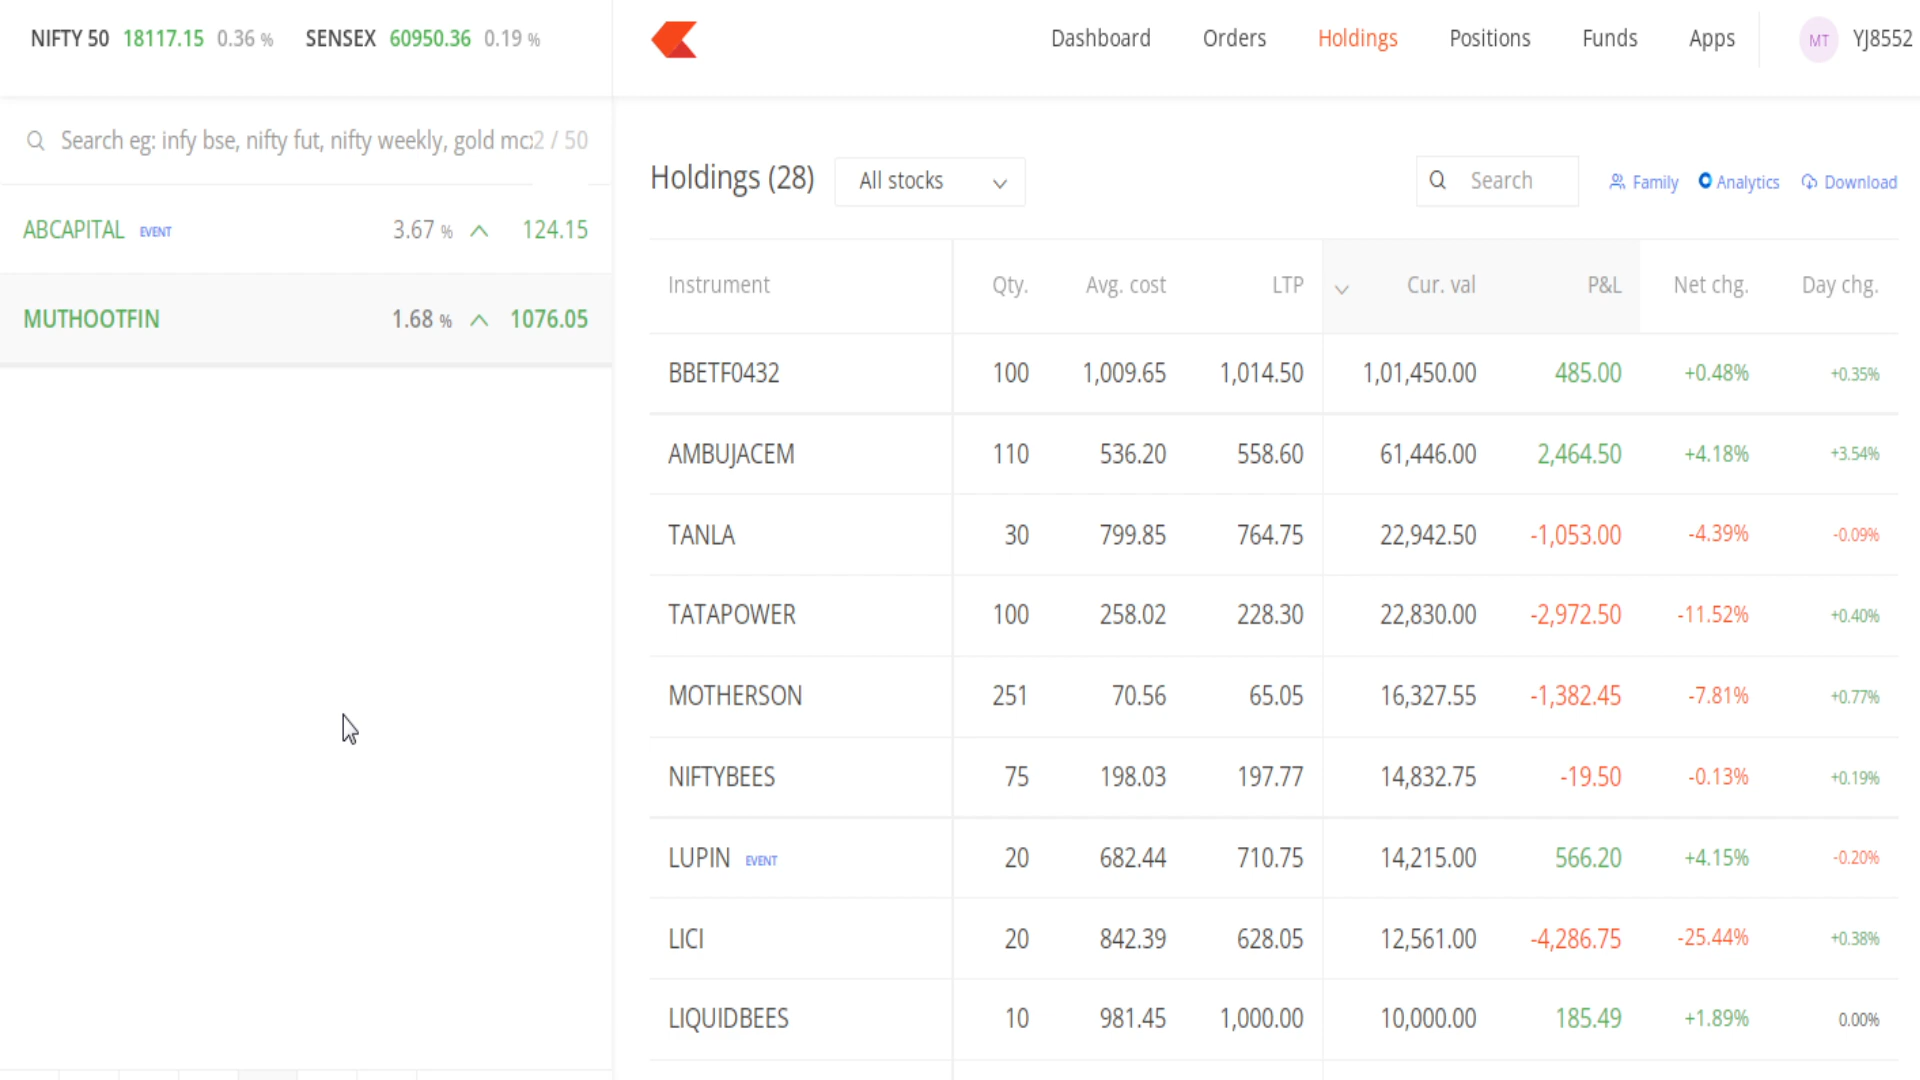 NIFTY 50 18117.15 0.36 % SENSEX 60950.36 0.19 %
Dashboard Orders Holdings Positions Funds Apps MT YJ8552
Search eg: infy bse, nifty fut, nifty weekly, gold mc 2 / 50
ABCAPITAL EVENT 3.67 % 124.15
MUTHOOTFIN 1.68 % 1076.05
Holdings (28) All stocks Search Family Analytics Download
Instrument Qty. Avg. cost LTP Cur. val P&L Net chg. Day chg.
BBETF0432 100 1,009.65 1,014.50 1,01,450.00 485.00 +0.48% +0.35%
AMBUJACEM 110 536.20 558.60 61,446.00 2,464.50 +4.18% +3.54%
TANLA 30 799.85 764.75 22,942.50 -1,053.00 -4.39% -0.09%
TATAPOWER 100 258.02 228.30 22,830.00 -2,972.50 -11.52% +0.40%
MOTHERSON 251 70.56 65.05 16,327.55 -1,382.45 -7.81% +0.77%
NIFTYBEES 75 198.03 197.77 14,832.75 -19.50 -0.13% +0.19%
LUPIN EVENT 20 682.44 710.75 14,215.00 566.20 +4.15% -0.20%
LICI 20 842.39 628.05 12,561.00 -4,286.75 -25.44% +0.38%
LIQUIDBEES 10 981.45 1,000.00 10,000.00 185.49 +1.89% 0.00%